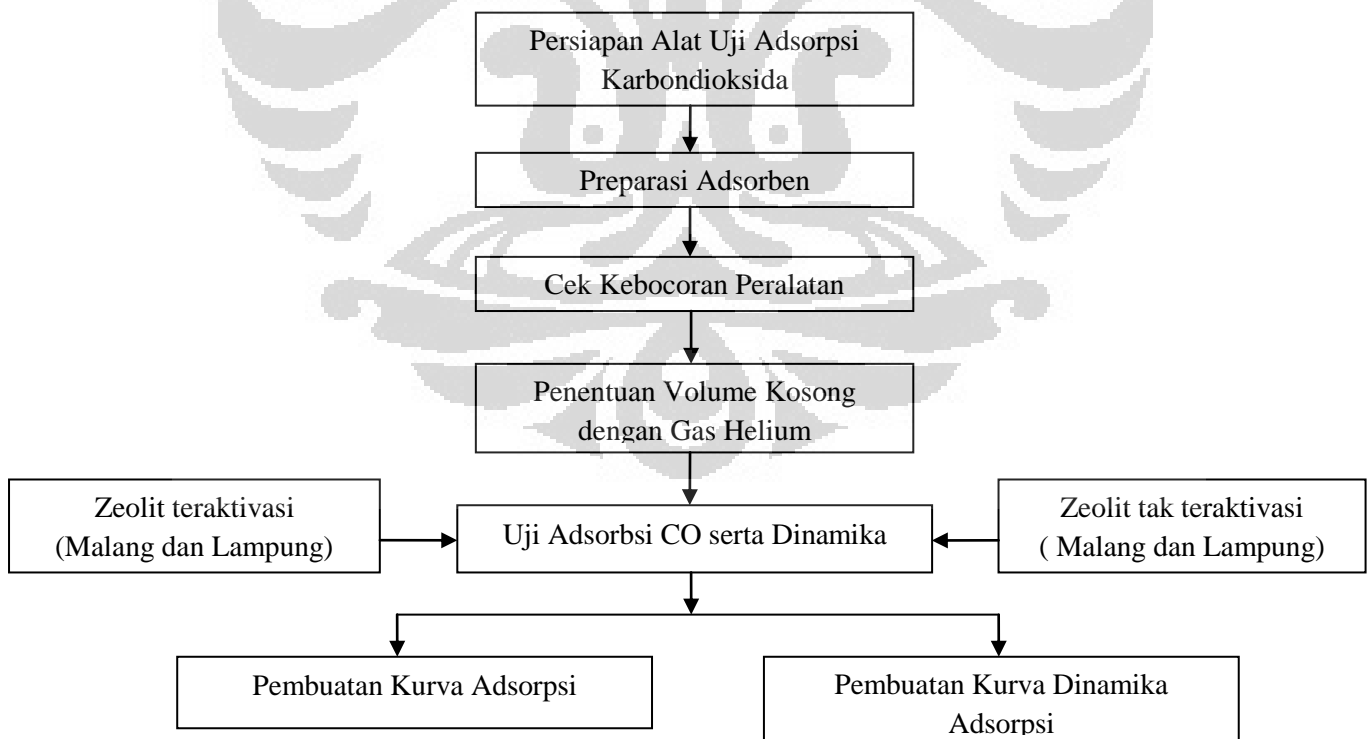 Persiapan Alat Uji Adsorpsi
Karbondioksida
Preparasi Adsorben
Cek Kebocoran Peralatan
Penentuan Volume Kosong
dengan Gas Helium
Zeolit teraktivasi
(Malang dan Lampung)
Uji Adsorbsi CO serta Dinamika
Zeolit tak teraktivasi
( Malang dan Lampung)
Pembuatan Kurva Adsorpsi
Pembuatan Kurva Dinamika
Adsorpsi